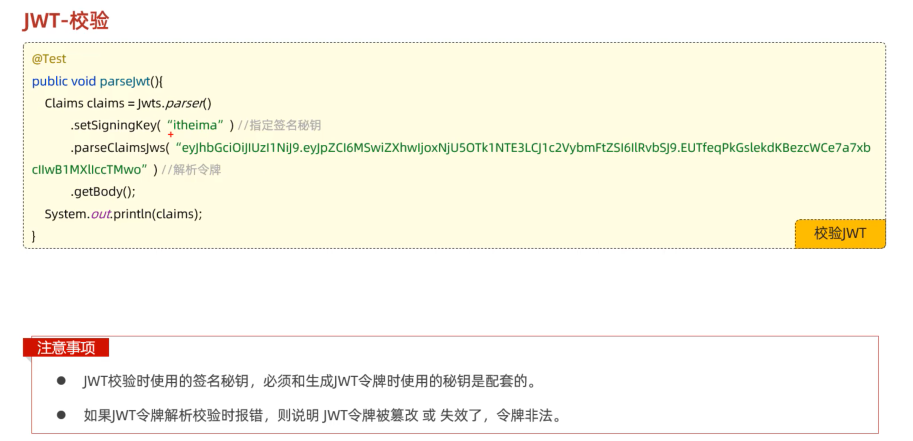 JWT-校验
@Test
public void parseJwt(){
Claims claims = Jwts.parser()
.setSigningKey( “itheima” ) //指定签名秘钥
.parseClaimsJws( “eyJhbGciOiJIUzI1NiJ9.eyJpZCI6MSwiZXhwIjoxNjU5OTk1NTE3LCJ1c2VybmFtZSI6IlRvbSJ9.EUTfeqPkGslekdKBezcWCe7a7xb
cIIwB1MXlIccTMwo” ) //解析令牌
.getBody();
System.out.println(claims);
}
校验JWT
注意事项
● JWT校验时使用的签名秘钥，必须和生成JWT令牌时使用的秘钥是配套的。
● 如果JWT令牌解析校验时报错，则说明 JWT令牌被篡改 或 失效了，令牌非法。